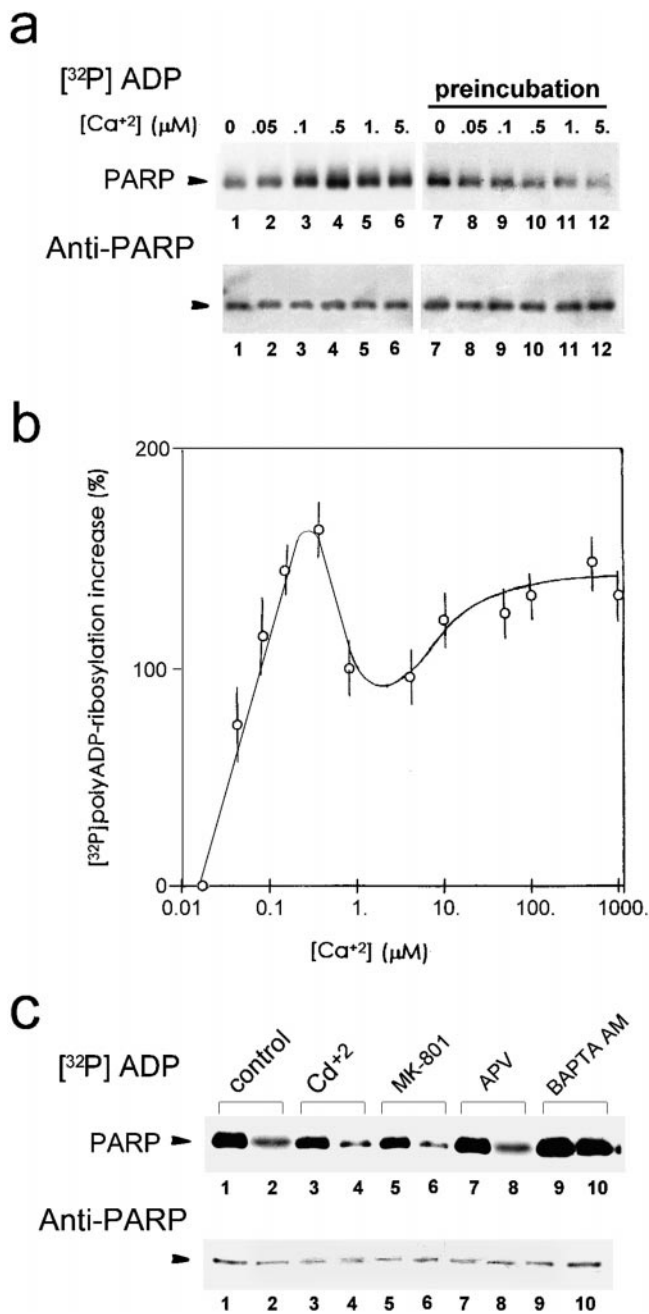 a
[³²P] ADP
preincubation
[Ca⁺²] (μM) 0 .05 .1 .5 1. 5. 0 .05 .1 .5 1. 5.
PARP
1 2 3 4 5 6 7 8 9 10 11 12
Anti-PARP
1 2 3 4 5 6 7 8 9 10 11 12
b
[³²P]polyADP-ribosylation increase (%)
200
100
0
0.01 0.1 1. 10. 100. 1000.
[Ca⁺²] (μM)
c
[³²P] ADP
control Cd⁺² MK-801 APV BAPTA AM
PARP
1 2 3 4 5 6 7 8 9 10
Anti-PARP
1 2 3 4 5 6 7 8 9 10